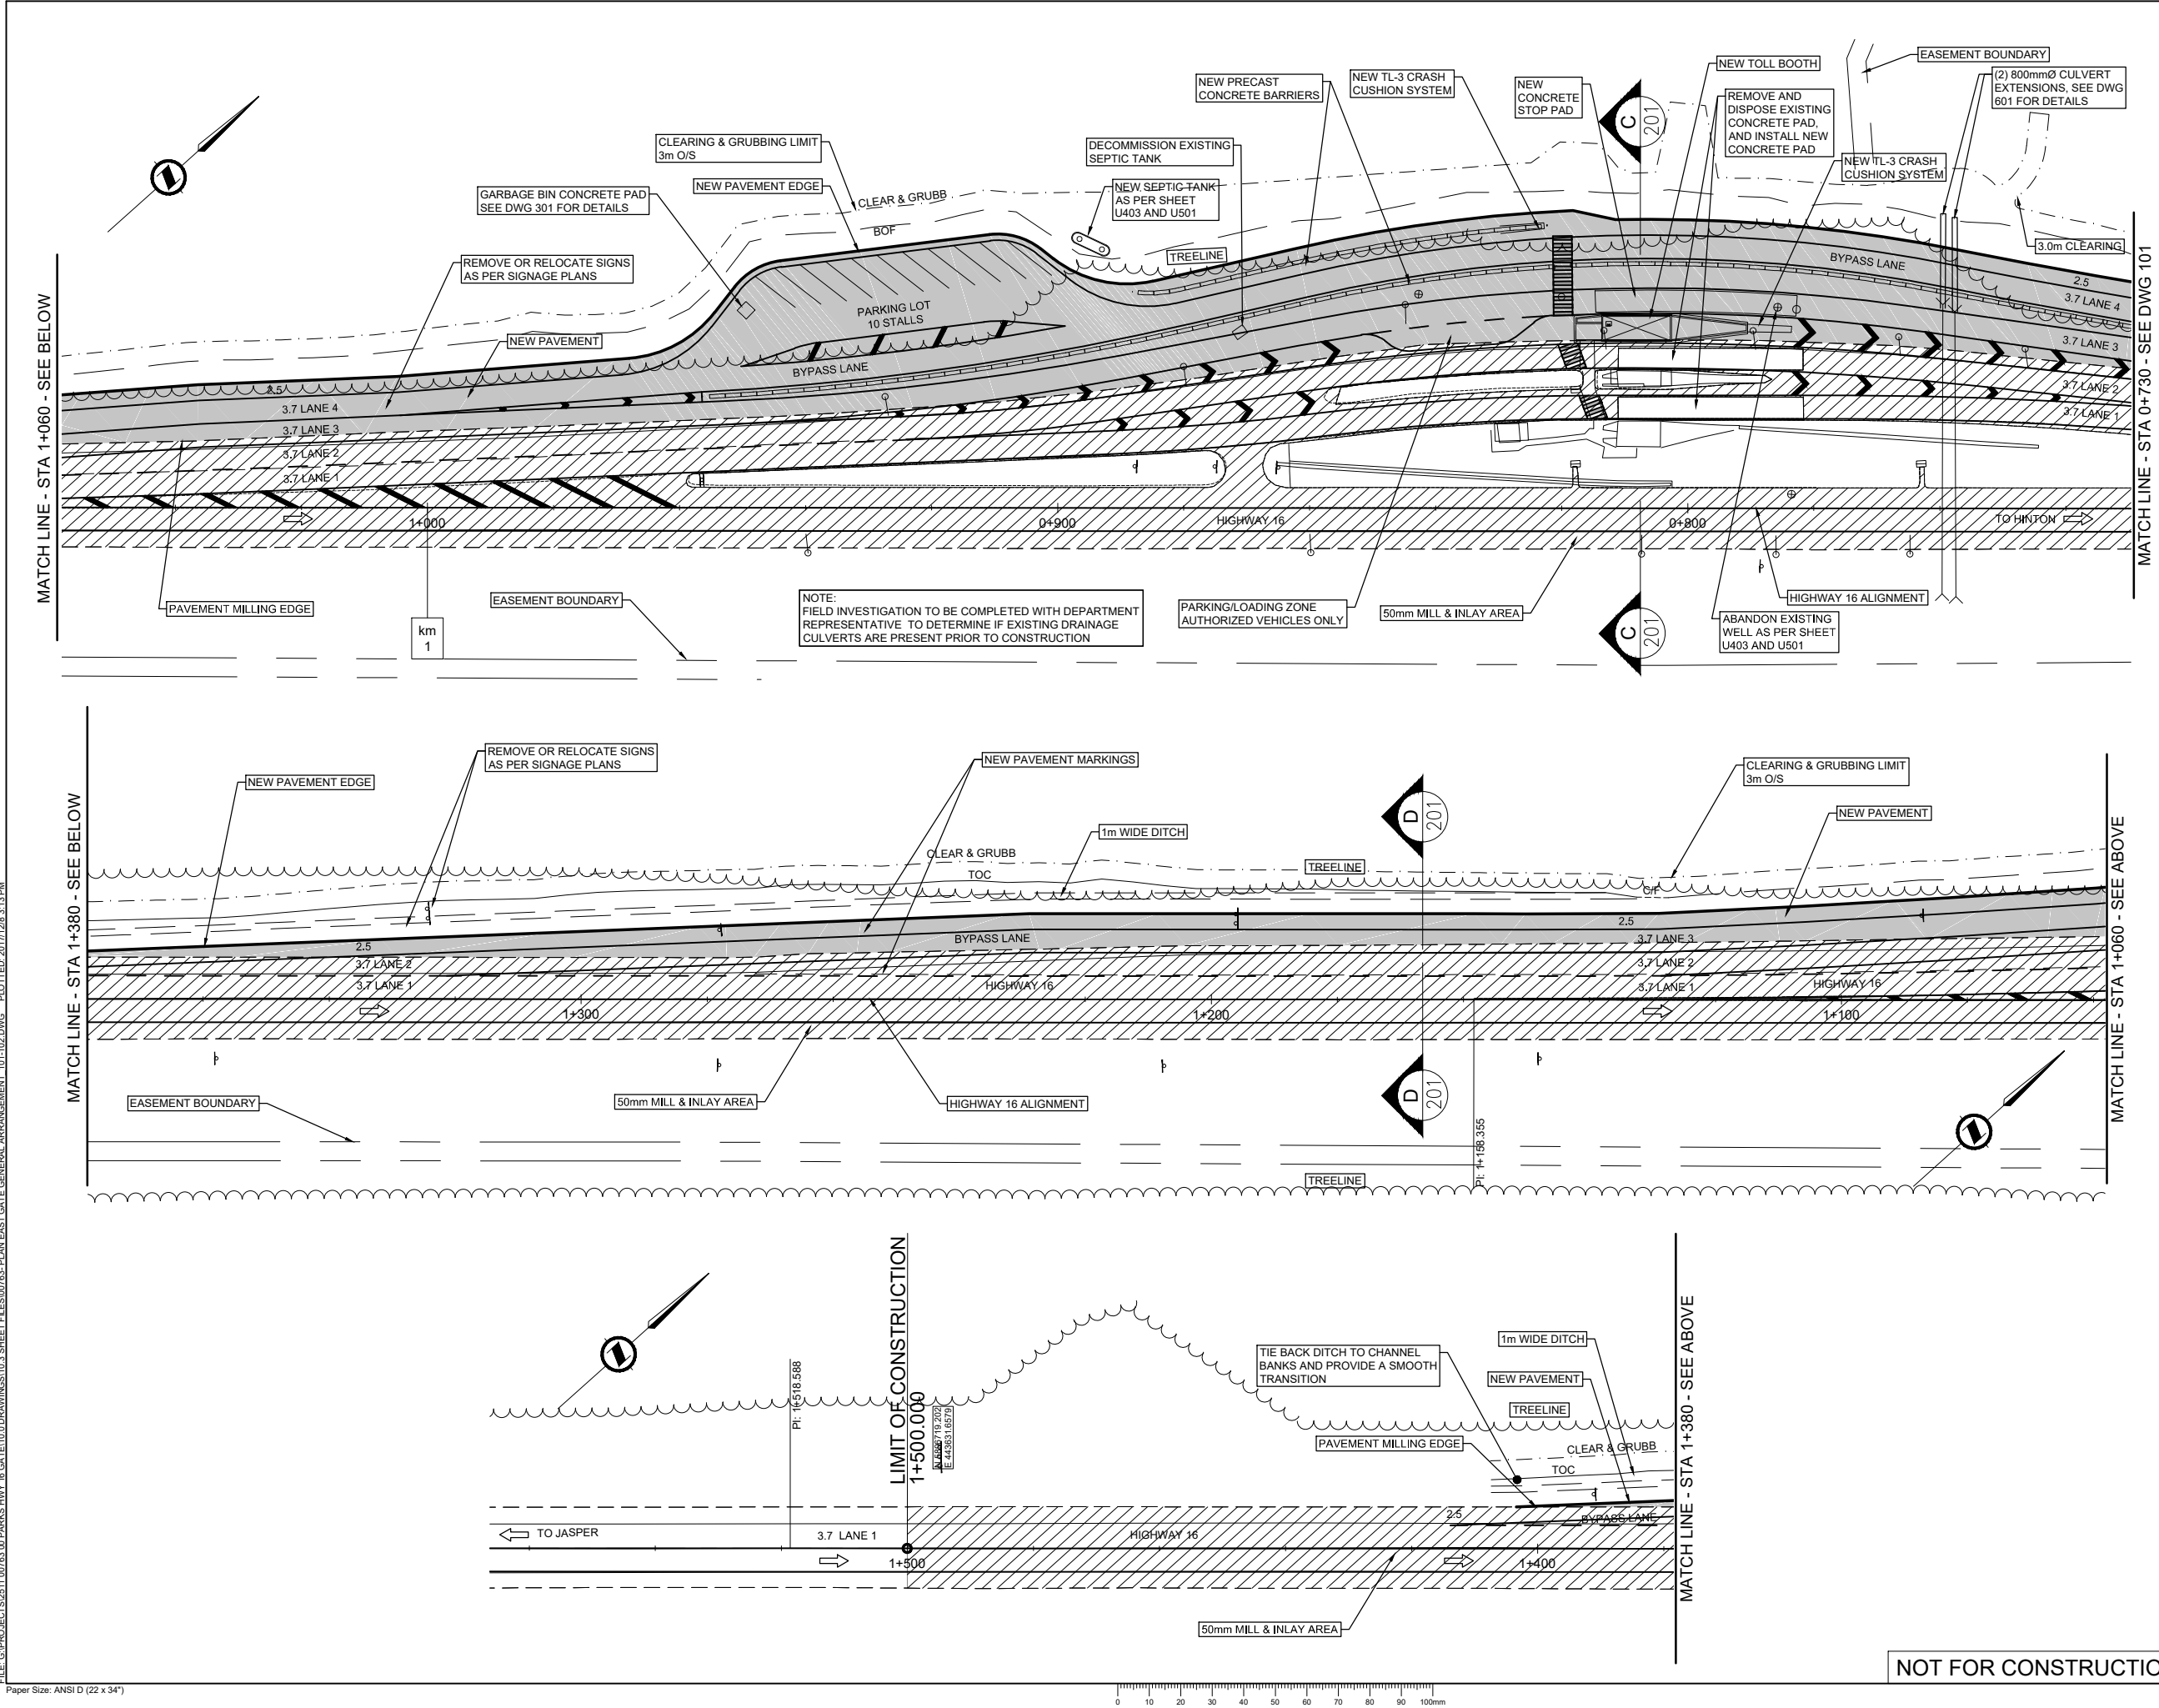 EASEMENT BOUNDARY
NEW TOLL BOOTH
(2) 800mmØ CULVERT
EXTENSIONS, SEE DWG
601 FOR DETAILS
NEW PRECAST
CONCRETE BARRIERS
NEW TL-3 CRASH
CUSHION SYSTEM
NEW
CONCRETE
STOP PAD
C
201
REMOVE AND
DISPOSE EXISTING
CONCRETE PAD,
AND INSTALL NEW
CONCRETE PAD
NEW TL-3 CRASH
CUSHION SYSTEM
CLEARING & GRUBBING LIMIT
3m O/S
DECOMMISSION EXISTING
SEPTIC TANK
NEW SEPTIC TANK
AS PER SHEET
U403 AND U501
GARBAGE BIN CONCRETE PAD
SEE DWG 301 FOR DETAILS
NEW PAVEMENT EDGE
CLEAR & GRUBB
BOF
REMOVE OR RELOCATE SIGNS
AS PER SIGNAGE PLANS
TREELINE
3.0m CLEARING
BYPASS LANE
2.5
3.7 LANE 4
3.7 LANE 3
3.7 LANE 2
3.7 LANE 1
PARKING LOT
10 STALLS
NEW PAVEMENT
BYPASS LANE
2.5
3.7 LANE 4
3.7 LANE 3
3.7 LANE 2
3.7 LANE 1
MATCH LINE - STA 1+060 - SEE BELOW
MATCH LINE - STA 0+730 - SEE DWG 101
1+000
0+900
HIGHWAY 16
0+800
TO HINTON
PAVEMENT MILLING EDGE
EASEMENT BOUNDARY
km
1
NOTE:
FIELD INVESTIGATION TO BE COMPLETED WITH DEPARTMENT
REPRESENTATIVE TO DETERMINE IF EXISTING DRAINAGE
CULVERTS ARE PRESENT PRIOR TO CONSTRUCTION
PARKING/LOADING ZONE
AUTHORIZED VEHICLES ONLY
50mm MILL & INLAY AREA
C
201
HIGHWAY 16 ALIGNMENT
ABANDON EXISTING
WELL AS PER SHEET
U403 AND U501
NEW PAVEMENT EDGE
REMOVE OR RELOCATE SIGNS
AS PER SIGNAGE PLANS
NEW PAVEMENT MARKINGS
1m WIDE DITCH
D
201
CLEARING & GRUBBING LIMIT
3m O/S
NEW PAVEMENT
CLEAR & GRUBB
TOC
TREELINE
C/F
2.5
BYPASS LANE
2.5
3.7 LANE 3
3.7 LANE 2
3.7 LANE 2
3.7 LANE 1
HIGHWAY 16
3.7 LANE 1
HIGHWAY 16
1+300
1+200
1+100
MATCH LINE - STA 1+380 - SEE BELOW
MATCH LINE - STA 1+060 - SEE ABOVE
EASEMENT BOUNDARY
50mm MILL & INLAY AREA
HIGHWAY 16 ALIGNMENT
D
201
PI: 1+158.355
TREELINE
PI: 1+518.588
LIMIT OF CONSTRUCTION
1+500.000
E 443631.6579
TIE BACK DITCH TO CHANNEL
BANKS AND PROVIDE A SMOOTH
TRANSITION
1m WIDE DITCH
NEW PAVEMENT
TREELINE
PAVEMENT MILLING EDGE
CLEAR & GRUBB
TOC
2.5
BYPASS LANE
TO JASPER
3.7 LANE 1
HIGHWAY 16
1+500
1+400
MATCH LINE - STA 1+380 - SEE ABOVE
50mm MILL & INLAY AREA
NOT FOR CONSTRUCTIO
Paper Size: ANSI D (22 x 34")
0 10 20 30 40 50 60 70 80 90 100mm